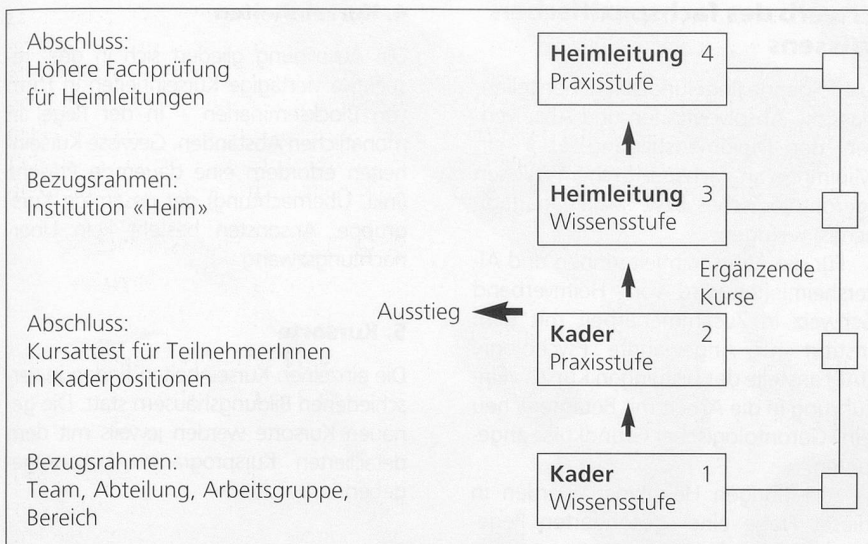 Abschluss:
Höhere Fachprüfung
für Heimleitungen
Heimleitung 4
Praxisstufe
Bezugsrahmen:
Institution «Heim»
Heimleitung 3
Wissensstufe
Ergänzende
Kurse
Ausstieg
Abschluss:
Kursattest für TeilnehmerInnen
in Kaderpositionen
Kader 2
Praxisstufe
Bezugsrahmen:
Team, Abteilung, Arbeitsgruppe,
Bereich
Kader 1
Wissensstufe